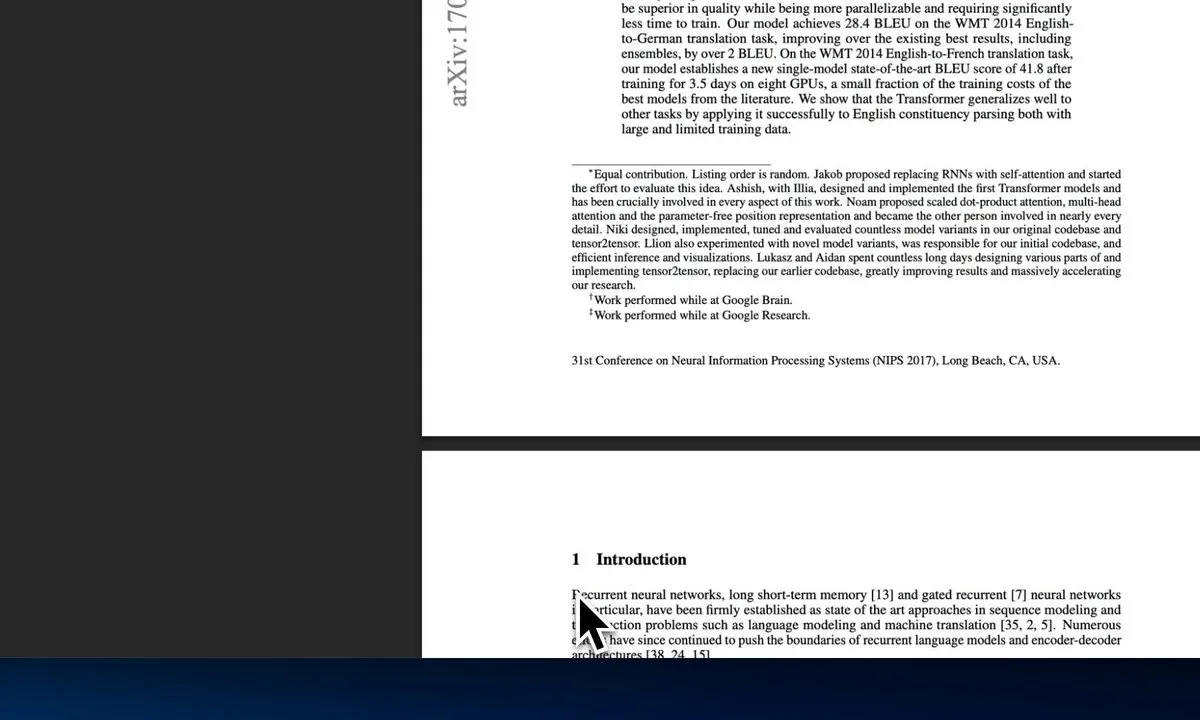 arXiv:170
be superior in quality while being more parallelizable and requiring significantly
less time to train. Our model achieves 28.4 BLEU on the WMT 2014 English-
to-German translation task, improving over the existing best results, including
ensembles, by over 2 BLEU. On the WMT 2014 English-to-French translation task,
our model establishes a new single-model state-of-the-art BLEU score of 41.8 after
training for 3.5 days on eight GPUs, a small fraction of the training costs of the
best models from the literature. We show that the Transformer generalizes well to
other tasks by applying it successfully to English constituency parsing both with
large and limited training data.
*Equal contribution. Listing order is random. Jakob proposed replacing RNNs with self-attention and started
the effort to evaluate this idea. Ashish, with Illia, designed and implemented the first Transformer models and
has been crucially involved in every aspect of this work. Noam proposed scaled dot-product attention, multi-head
attention and the parameter-free position representation and became the other person involved in nearly every
detail. Niki designed, implemented, tuned and evaluated countless model variants in our original codebase and
tensor2tensor. Llion also experimented with novel model variants, was responsible for our initial codebase, and
efficient inference and visualizations. Lukasz and Aidan spent countless long days designing various parts of and
implementing tensor2tensor, replacing our earlier codebase, greatly improving results and massively accelerating
our research.
†Work performed while at Google Brain.
‡Work performed while at Google Research.
31st Conference on Neural Information Processing Systems (NIPS 2017), Long Beach, CA, USA.
1 Introduction
Recurrent neural networks, long short-term memory [13] and gated recurrent [7] neural networks
particular, have been firmly established as state of the art approaches in sequence modeling and
problems such as language modeling and machine translation [35, 2, 5]. Numerous
have since continued to push the boundaries of recurrent language models and encoder-decoder
architectures [38, 24, 15].